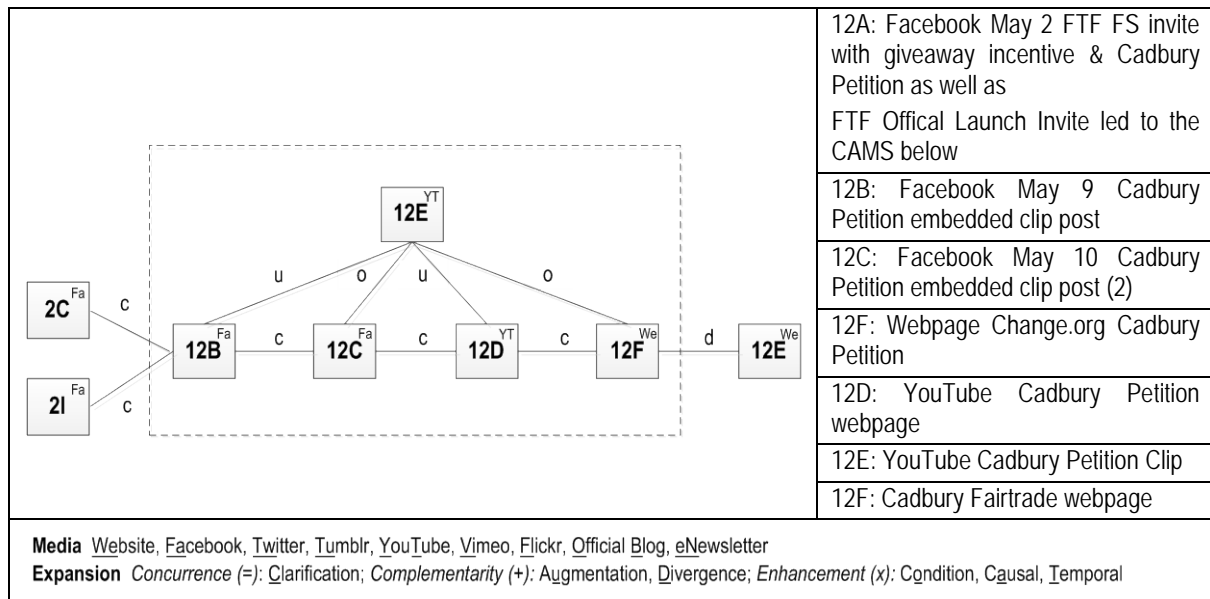 12E YT
u o u o
2C Fa
c
12B Fa
c
12C Fa
c
12D YT
c
12F We
d
12E We
2I Fa
c
12A: Facebook May 2 FTF FS invite
with giveaway incentive & Cadbury
Petition as well as
FTF Offical Launch Invite led to the
CAMS below
12B: Facebook May 9 Cadbury
Petition embedded clip post
12C: Facebook May 10 Cadbury
Petition embedded clip post (2)
12F: Webpage Change.org Cadbury
Petition
12D: YouTube Cadbury Petition
webpage
12E: YouTube Cadbury Petition Clip
12F: Cadbury Fairtrade webpage
Media Website, Facebook, Twitter, Tumblr, YouTube, Vimeo, Flickr, Official Blog, eNewsletter
Expansion Concurrence (=): Clarification; Complementarity (+): Augmentation, Divergence; Enhancement (x): Condition, Causal, Temporal